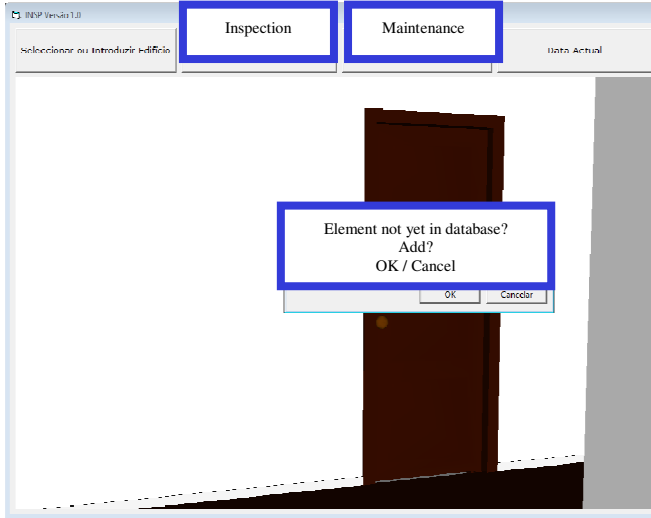 INSP Versão 1.0
Inspection
Maintenance
Seleccionar ou Introduzir Edifício
Data Actual
Element not yet in database?
Add?
OK / Cancel
OK
Cancelar